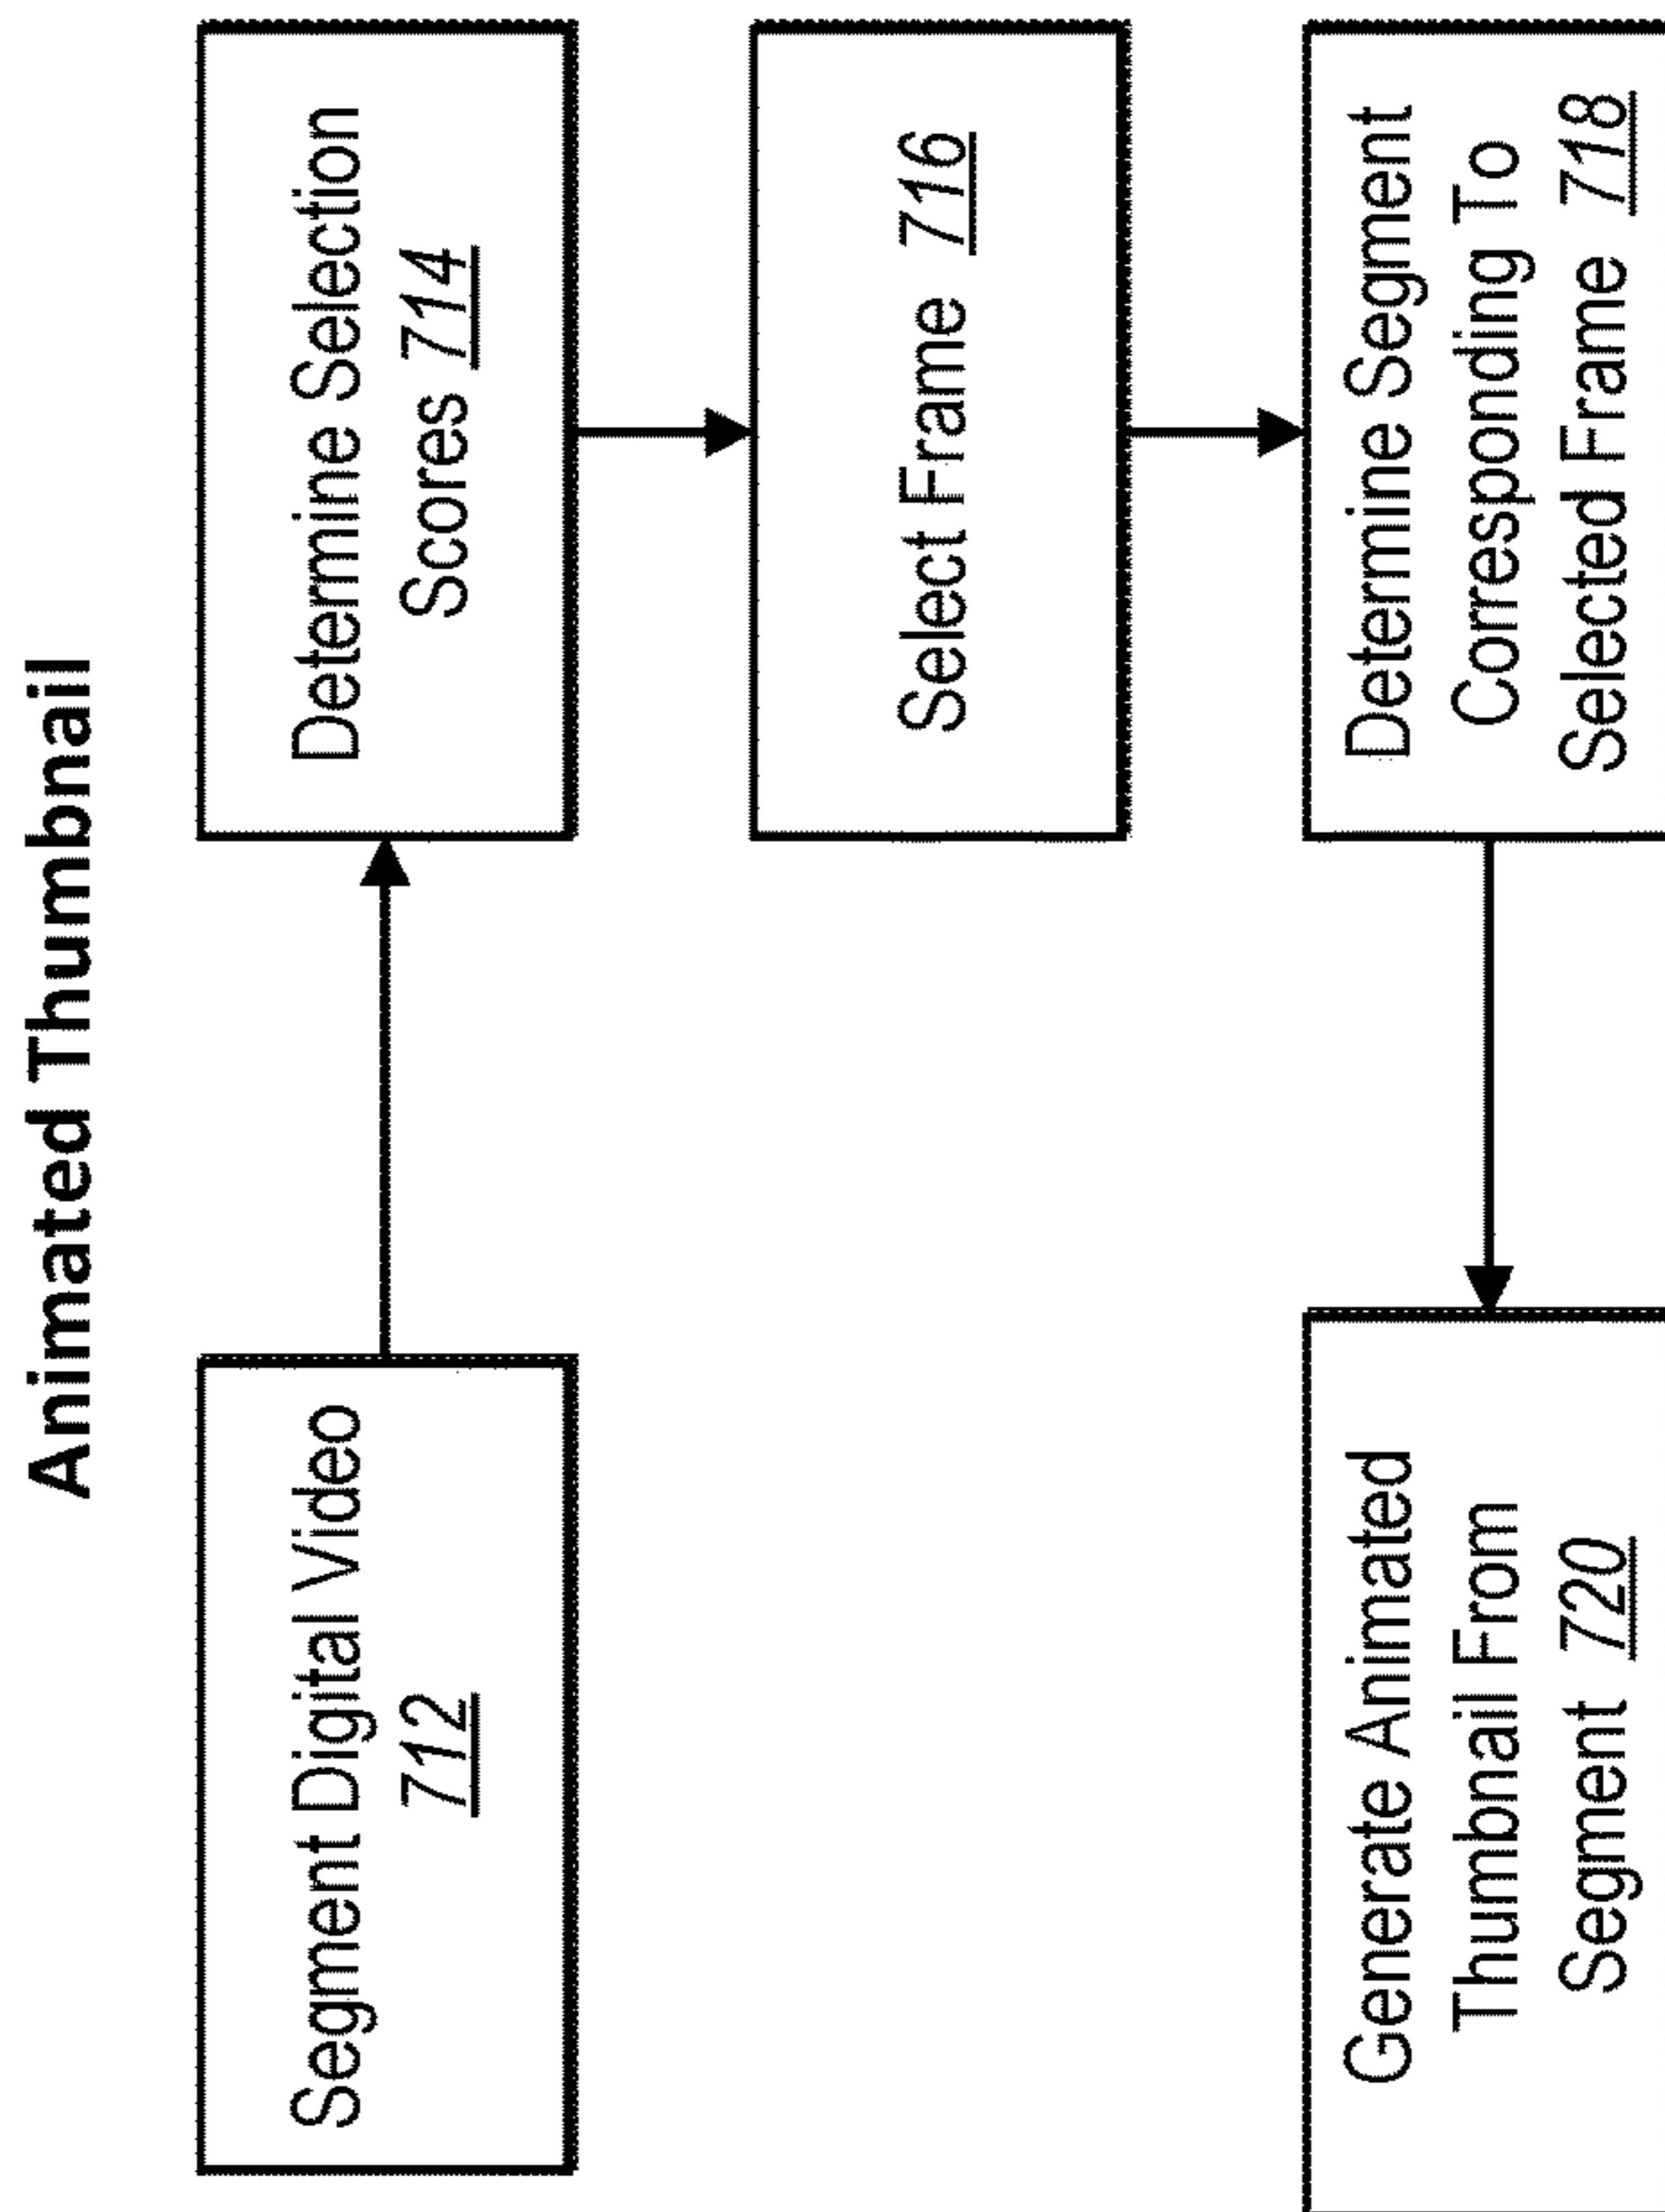 Animated Thumbnail
Segment Digital Video
712
Determine Selection
Scores 714
Select Frame 716
Determine Segment
Corresponding To
Selected Frame 718
Generate Animated
Thumbnail From
Segment 720